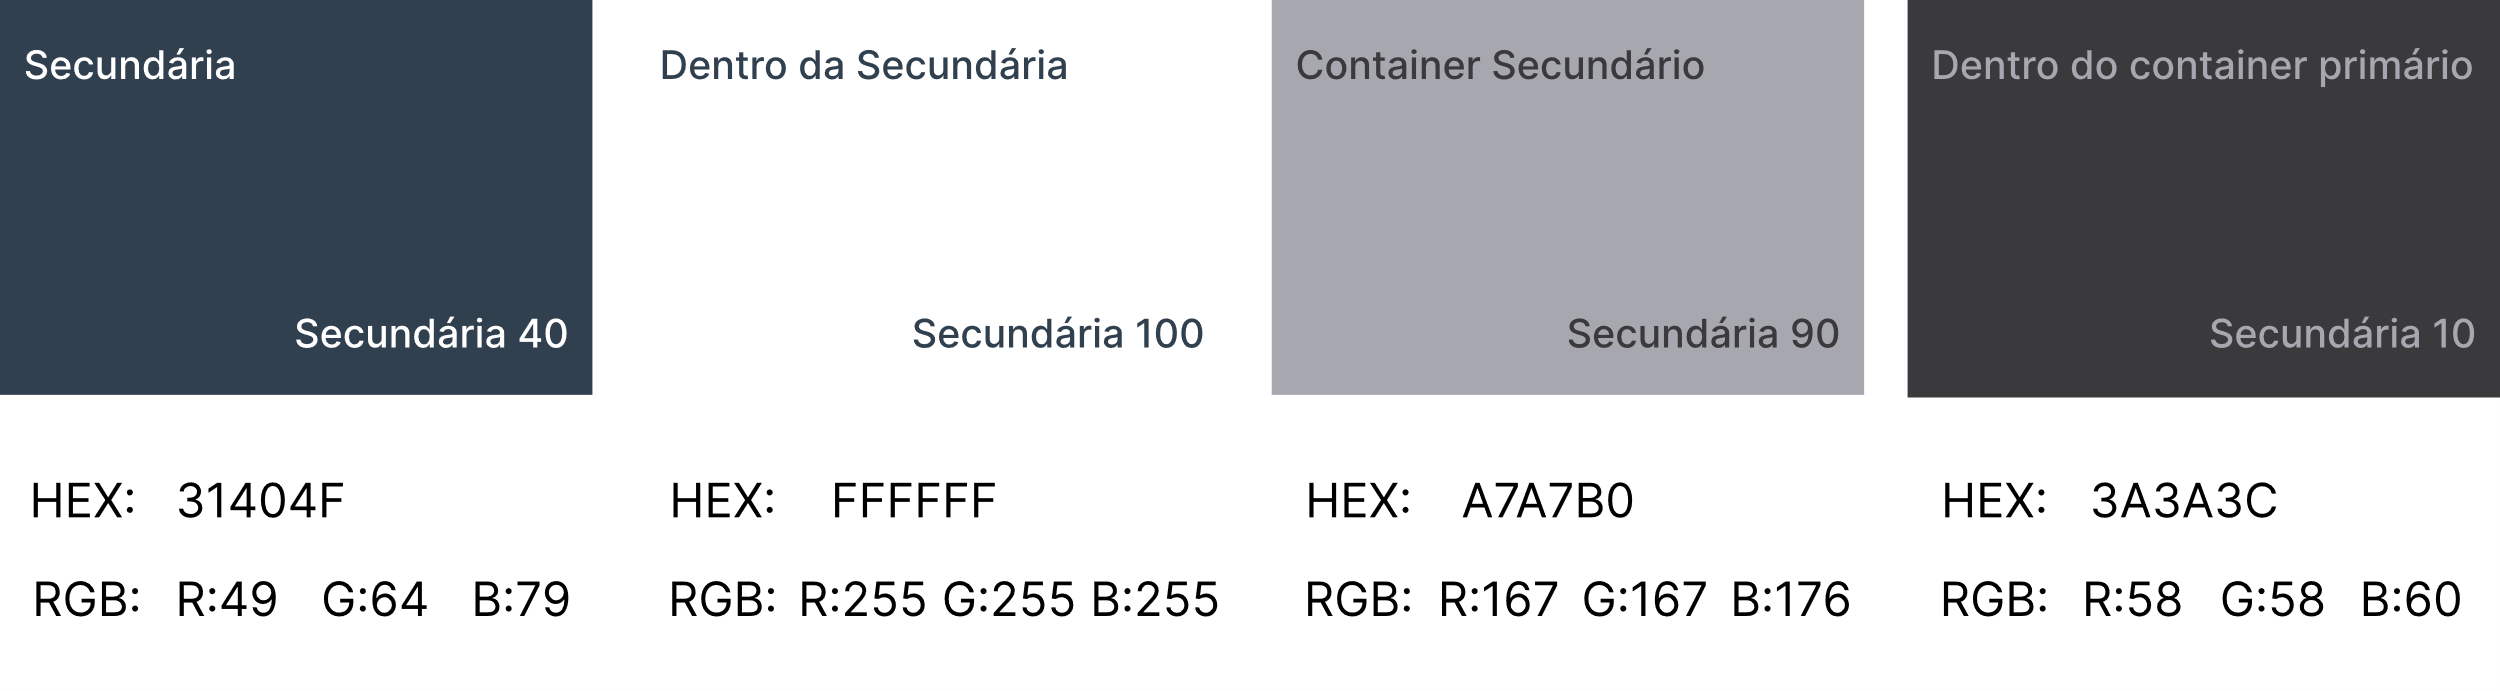 Secundária
Secundária 40
HEX: 31404F
RGB: R:49 G:64 B:79
Dentro da Secundária
Secundária 100
HEX: FFFFFF
RGB: R:255 G:255 B:255
Container Secundário
Secundária 90
HEX: A7A7B0
RGB: R:167 G:167 B:176
Dentro do container primário
Secundária 10
HEX: 3A3A3C
RGB: R:58 G:58 B:60